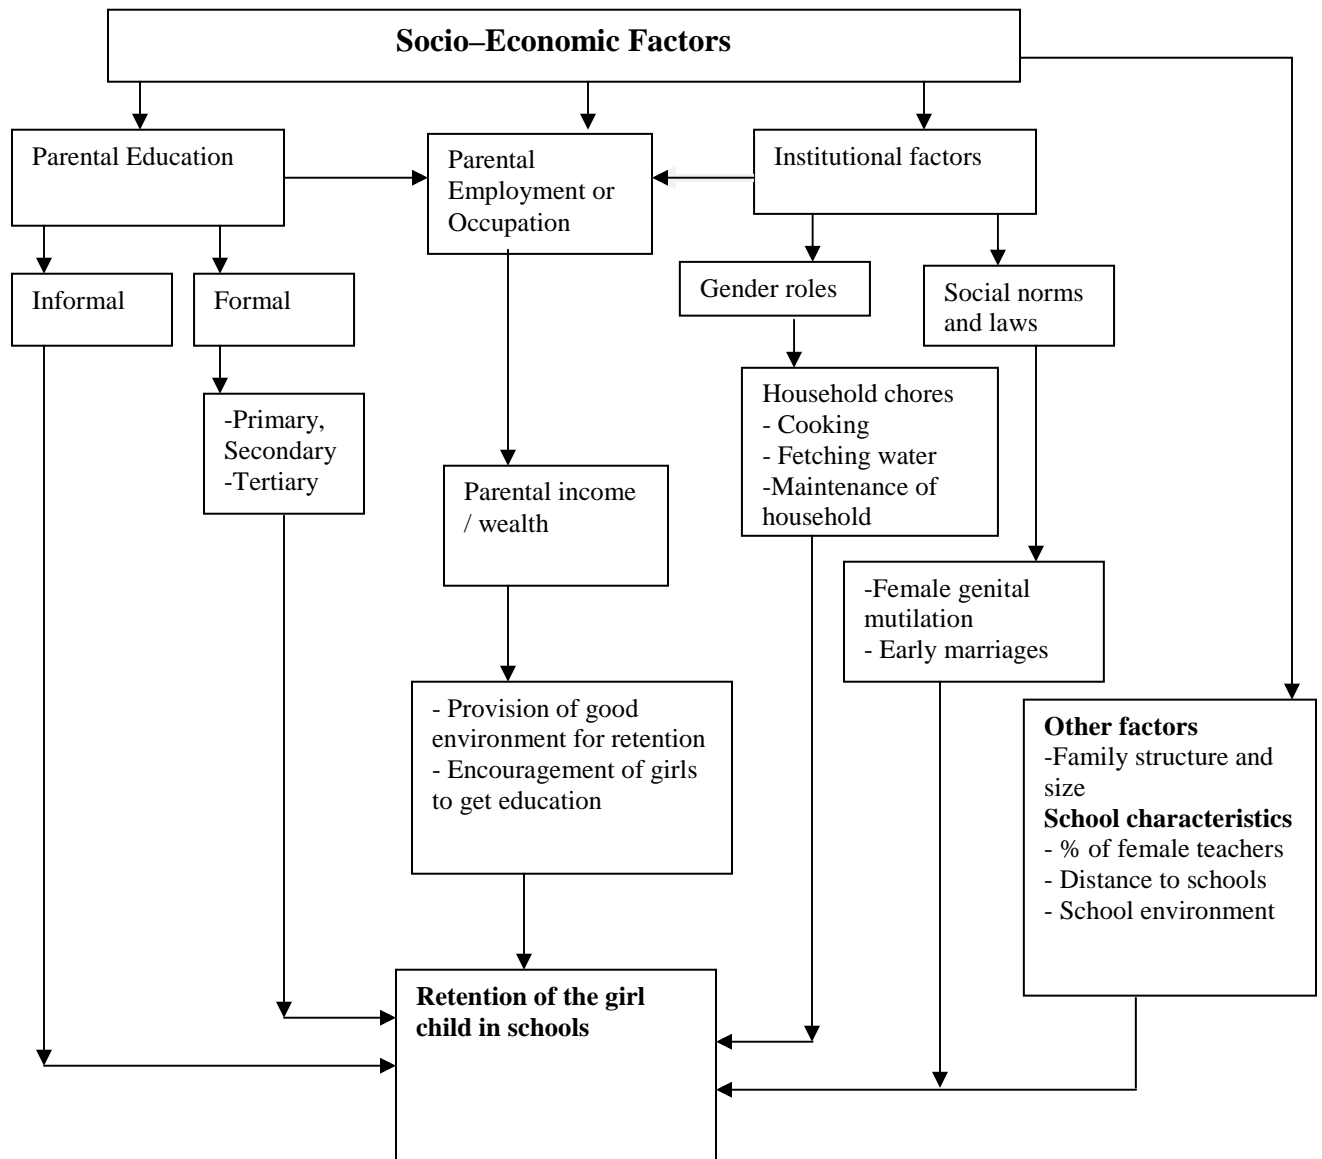 Socio–Economic Factors
Parental Education
Parental
Employment or
Occupation
Institutional factors
Informal
Formal
Gender roles
Social norms
and laws
-Primary,
Secondary
-Tertiary
Household chores
- Cooking
- Fetching water
-Maintenance of
household
Parental income
/ wealth
-Female genital
mutilation
- Early marriages
- Provision of good
environment for retention
- Encouragement of girls
to get education
Other factors
-Family structure and
size
School characteristics
- % of female teachers
- Distance to schools
- School environment
Retention of the girl
child in schools